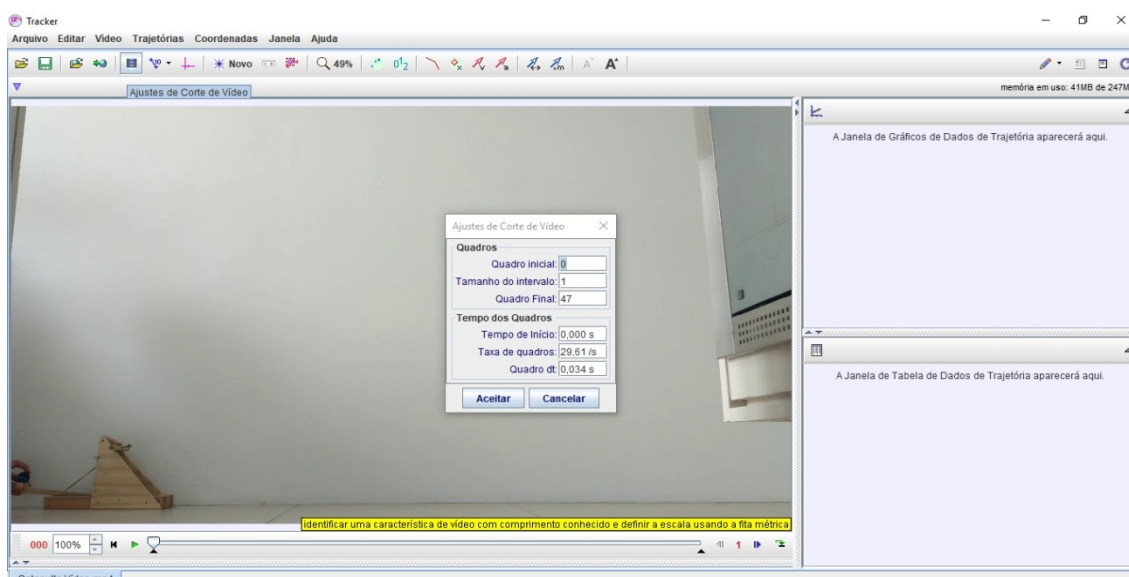 Tracker
Arquivo Editar Vídeo Trajetórias Coordenadas Janela Ajuda
Novo 49%
memória em uso: 41MB de 247M
Ajustes de Corte de Vídeo
A Janela de Gráficos de Dados de Trajetória aparecerá aqui.
Ajustes de Corte de Vídeo
Quadros
Quadro inicial: 0
Tamanho do intervalo: 1
Quadro Final: 47
Tempo dos Quadros
Tempo de Início: 0,000 s
Taxa de quadros: 29,61 /s
Quadro dt: 0,034 s
Aceitar Cancelar
A Janela de Tabela de Dados de Trajetória aparecerá aqui.
identificar uma característica de vídeo com comprimento conhecido e definir a escala usando a fita métrica
000 100% 1